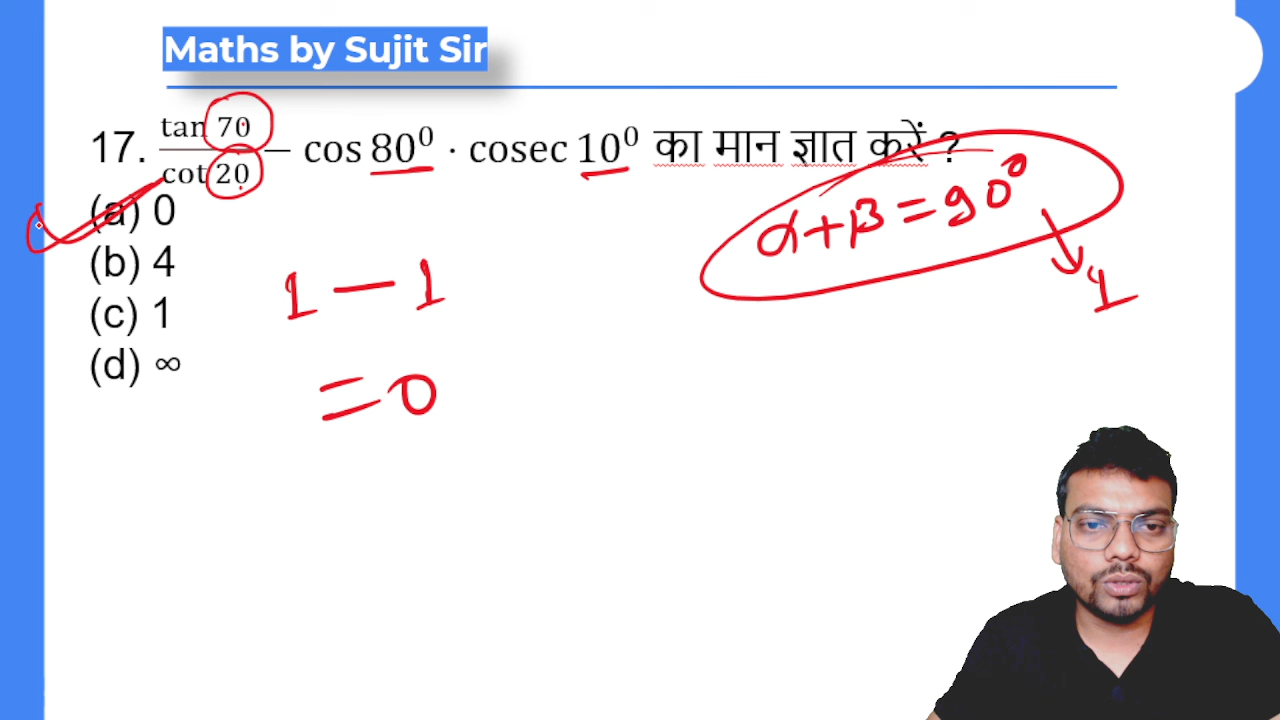 Maths by Sujit Sir
17. tan 70 / cot 20 − cos 80⁰ · cosec 10⁰ का मान ज्ञात करें ?
(a) 0
(b) 4
(c) 1
(d) ∞
α+β=90°
1
1 − 1
= 0